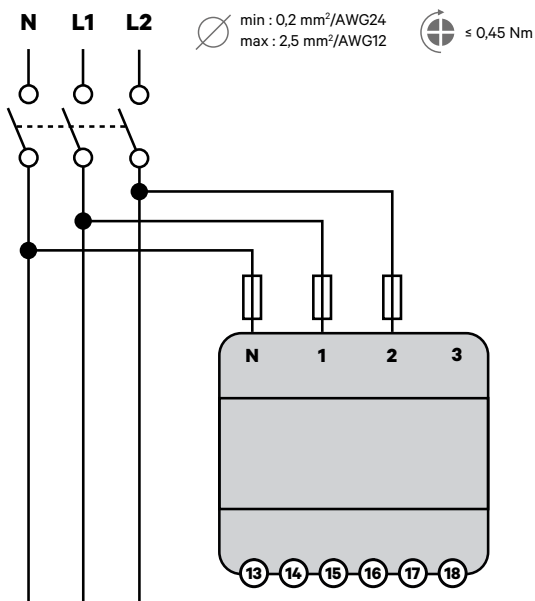 N L1 L2
min : 0,2 mm²/AWG24
max : 2,5 mm²/AWG12
≤ 0,45 Nm
N 1 2 3
13 14 15 16 17 18